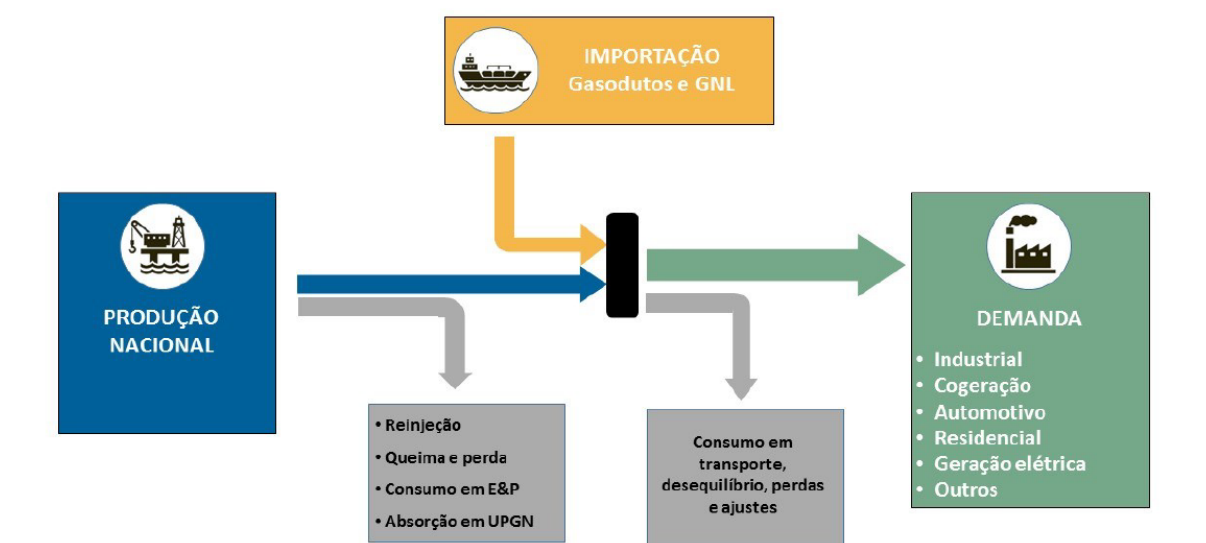 IMPORTAÇÃO
Gasodutos e GNL
PRODUÇÃO
NACIONAL
• Reinjeção
• Queima e perda
• Consumo em E&P
• Absorção em UPGN
Consumo em
transporte,
desequilíbrio, perdas
e ajustes
DEMANDA
• Industrial
• Cogeração
• Automotivo
• Residencial
• Geração elétrica
• Outros